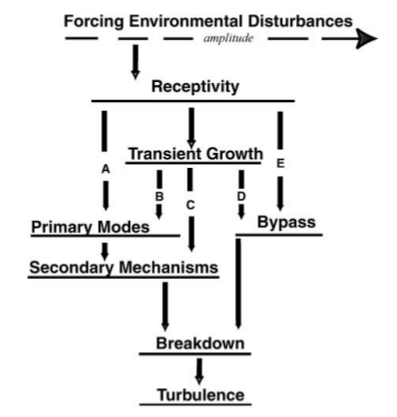 Forcing Environmental Disturbances
amplitude
Receptivity
Transient Growth
A
E
B
C
D
Primary Modes
Bypass
Secondary Mechanisms
Breakdown
Turbulence